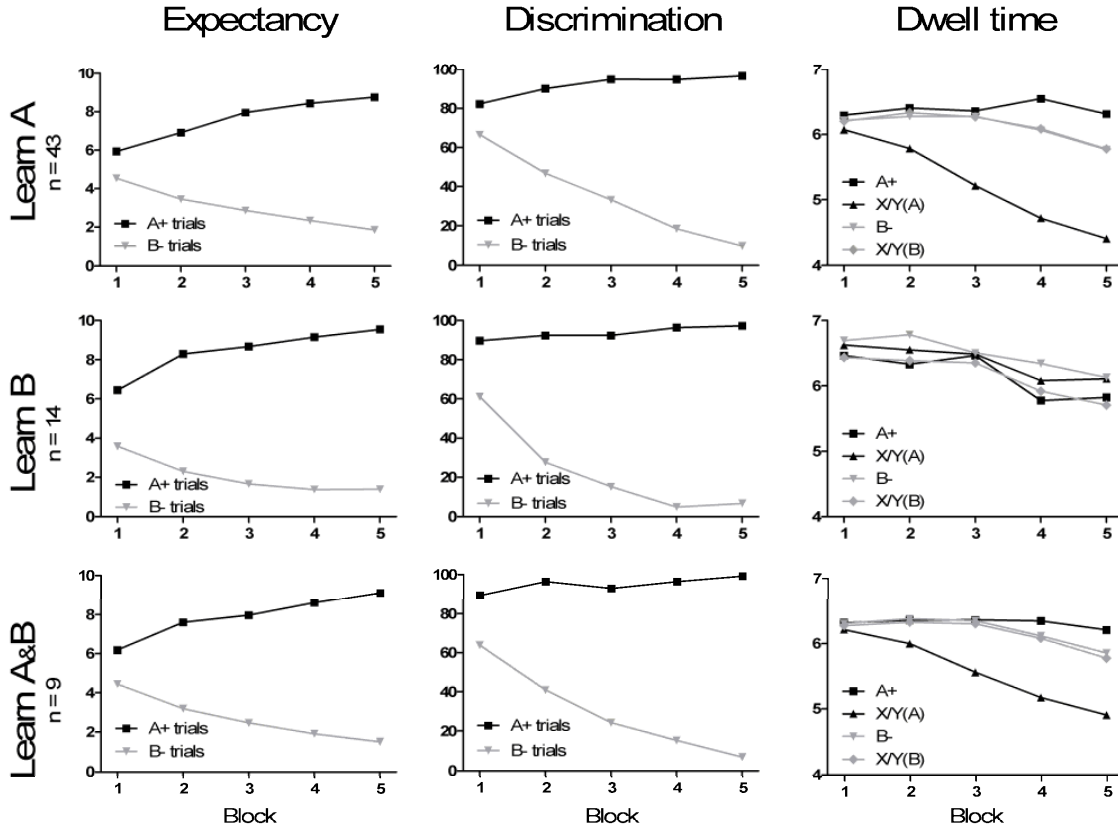 Expectancy Discrimination Dwell time
Learn A
n = 43
10
8
6
4
2
0
1 2 3 4 5
A+ trials
B- trials
100
80
60
40
20
0
1 2 3 4 5
A+ trials
B- trials
7
6
5
4
1 2 3 4 5
A+
X/Y(A)
B-
X/Y(B)
Learn B
n = 14
10
8
6
4
2
0
1 2 3 4 5
A+ trials
B- trials
100
80
60
40
20
0
1 2 3 4 5
A+ trials
B- trials
7
6
5
4
1 2 3 4 5
A+
X/Y(A)
B-
X/Y(B)
Learn A&B
n = 9
10
8
6
4
2
0
1 2 3 4 5
A+ trials
B- trials
Block
100
80
60
40
20
0
1 2 3 4 5
A+ trials
B- trials
Block
7
6
5
4
1 2 3 4 5
A+
X/Y(A)
B-
X/Y(B)
Block